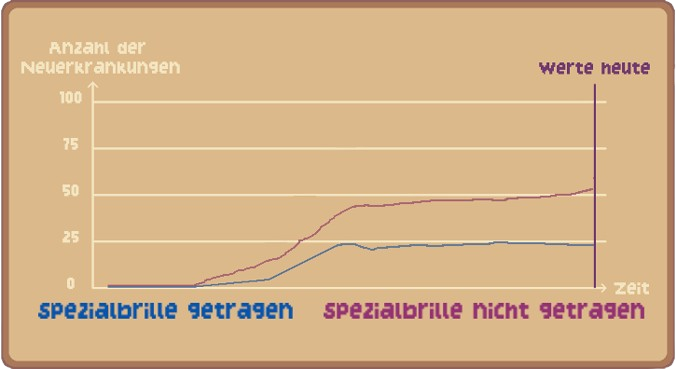 Anzahl der
Neuerkrankungen
Werte heute
100
75
50
25
0
Zeit
Spezialbrille getragen
Spezialbrille nicht getragen